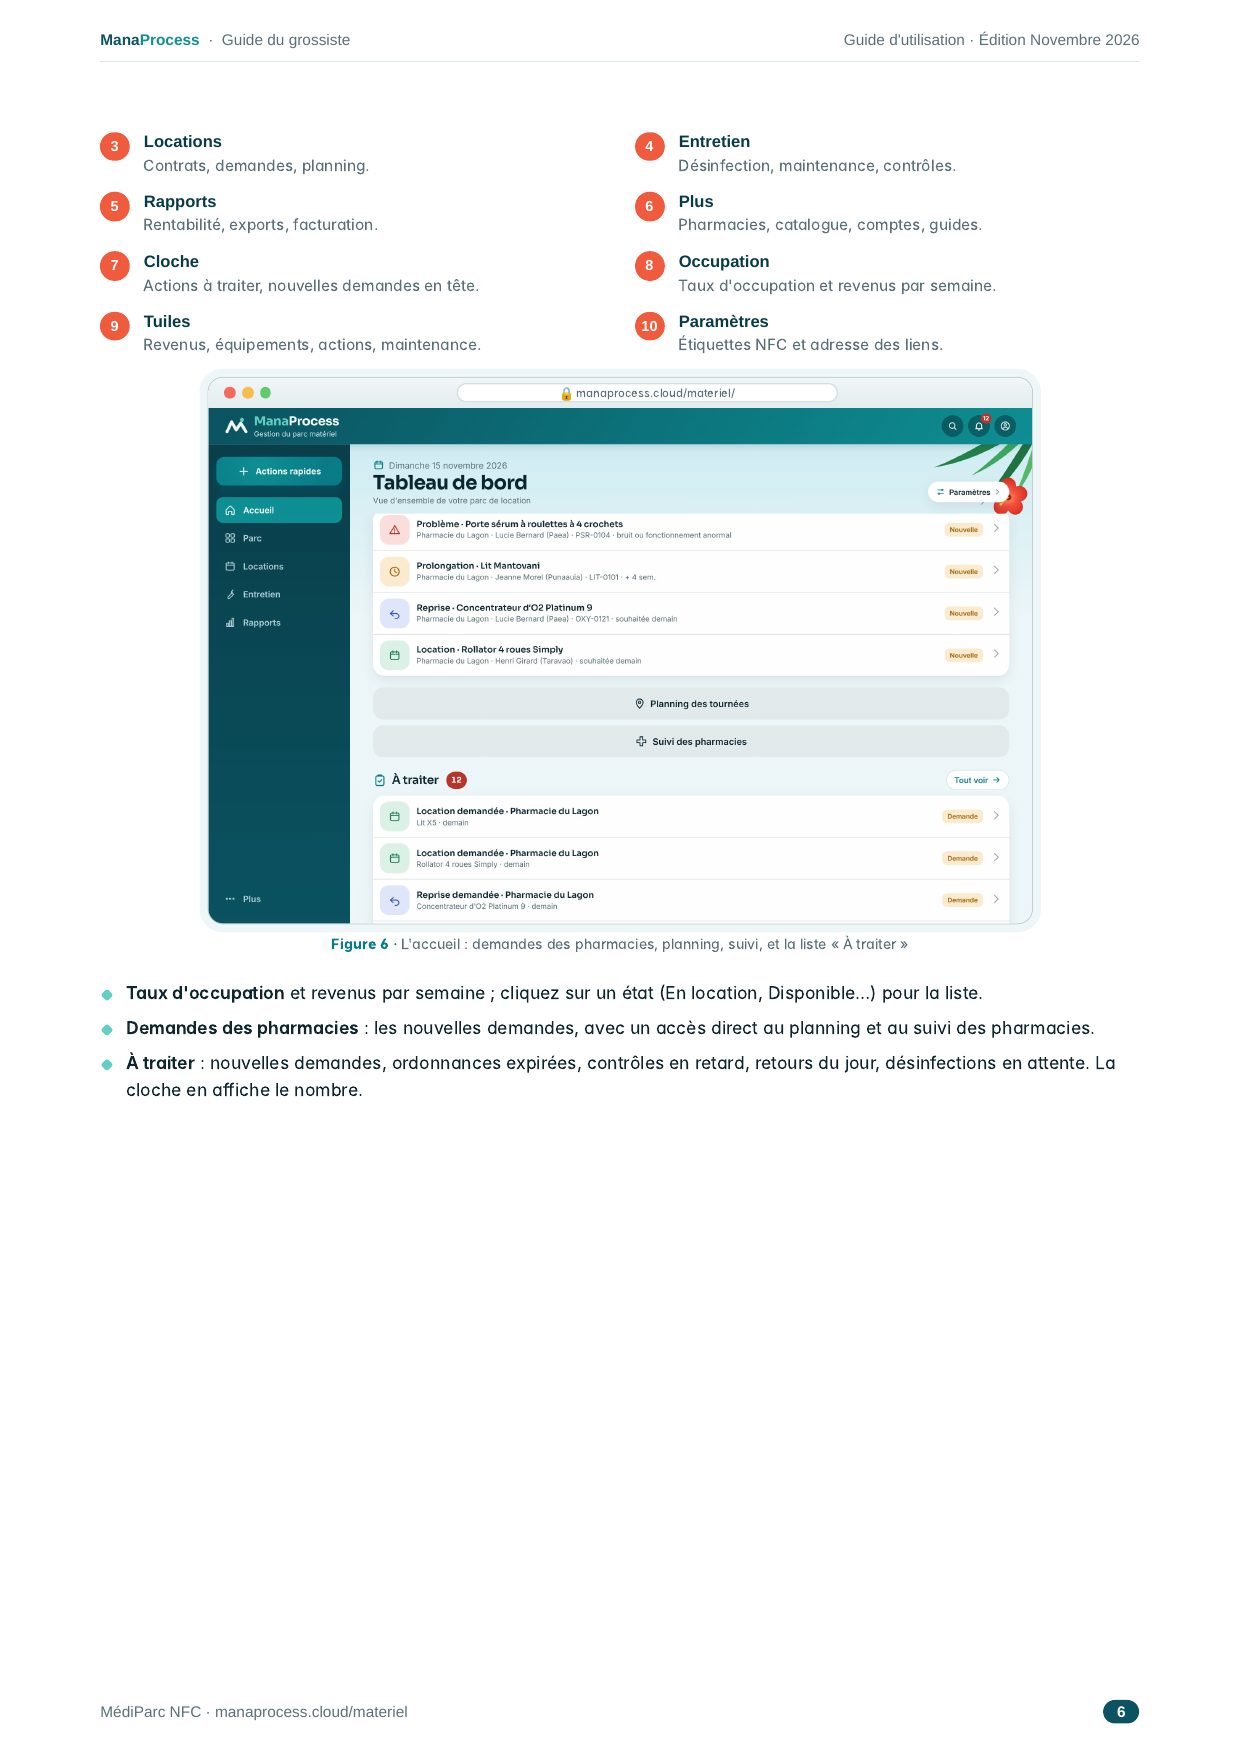 ManaProcess · Guide du grossiste
Guide d'utilisation · Édition Novembre 2026
3 Locations
Contrats, demandes, planning.
4 Entretien
Désinfection, maintenance, contrôles.
5 Rapports
Rentabilité, exports, facturation.
6 Plus
Pharmacies, catalogue, comptes, guides.
7 Cloche
Actions à traiter, nouvelles demandes en tête.
8 Occupation
Taux d'occupation et revenus par semaine.
9 Tuiles
Revenus, équipements, actions, maintenance.
10 Paramètres
Étiquettes NFC et adresse des liens.
manaprocess.cloud/materiel/
ManaProcess
Gestion du parc matériel
12
Actions rapides
Accueil
Parc
Locations
Entretien
Rapports
Plus
Dimanche 15 novembre 2026
Tableau de bord
Vue d'ensemble de votre parc de location
Paramètres
Problème · Porte sérum à roulettes à 4 crochets
Pharmacie du Lagon · Lucie Bernard (Paea) · PSR-0104 · bruit ou fonctionnement anormal
Nouvelle
Prolongation · Lit Mantovani
Pharmacie du Lagon · Jeanne Morel (Punaauia) · LIT-0101 · + 4 sem.
Nouvelle
Reprise · Concentrateur d'O2 Platinum 9
Pharmacie du Lagon · Lucie Bernard (Paea) · OXY-0121 · souhaitée demain
Nouvelle
Location · Rollator 4 roues Simply
Pharmacie du Lagon · Henri Girard (Taravao) · souhaitée demain
Nouvelle
Planning des tournées
Suivi des pharmacies
À traiter 12
Tout voir →
Location demandée · Pharmacie du Lagon
Lit X5 · demain
Demande
Location demandée · Pharmacie du Lagon
Rollator 4 roues Simply · demain
Demande
Reprise demandée · Pharmacie du Lagon
Concentrateur d'O2 Platinum 9 · demain
Demande
Figure 6 · L'accueil : demandes des pharmacies, planning, suivi, et la liste « À traiter »
Taux d'occupation et revenus par semaine ; cliquez sur un état (En location, Disponible…) pour la liste.
Demandes des pharmacies : les nouvelles demandes, avec un accès direct au planning et au suivi des pharmacies.
À traiter : nouvelles demandes, ordonnances expirées, contrôles en retard, retours du jour, désinfections en attente. La
cloche en affiche le nombre.
MédiParc NFC · manaprocess.cloud/materiel
6